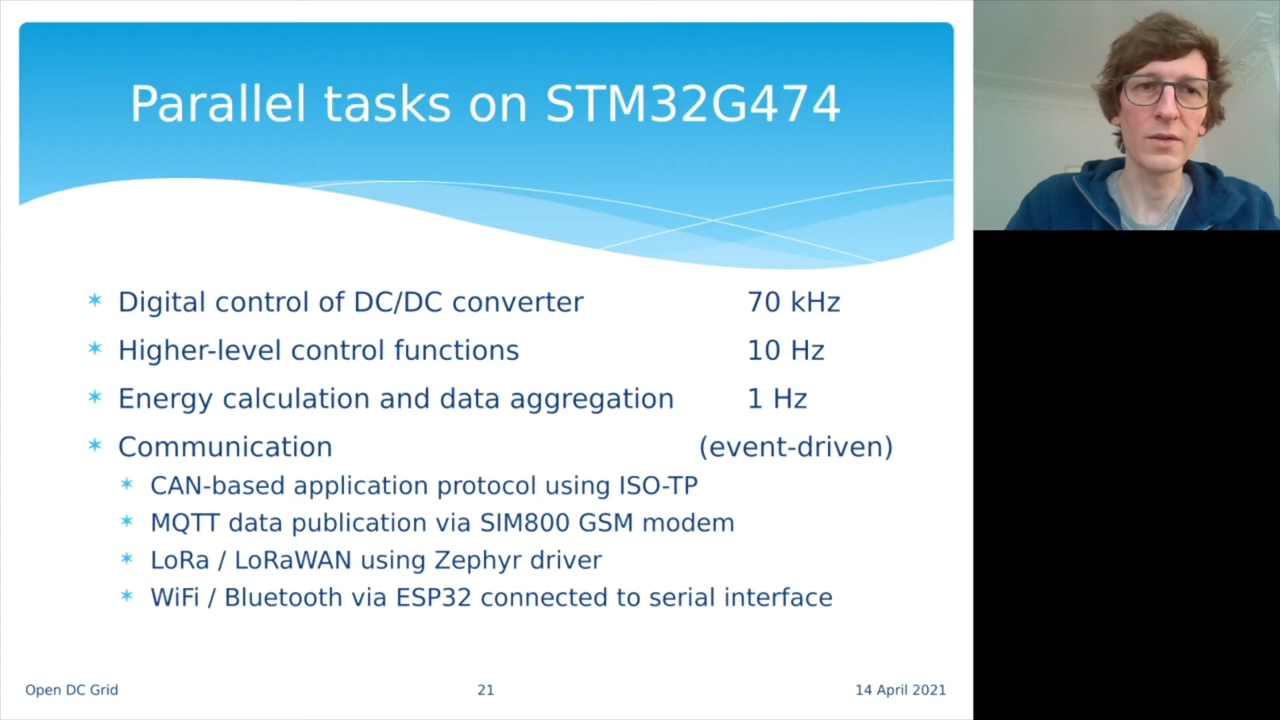 Parallel tasks on STM32G474
Digital control of DC/DC converter 70 kHz
Higher-level control functions 10 Hz
Energy calculation and data aggregation 1 Hz
Communication (event-driven)
CAN-based application protocol using ISO-TP
MQTT data publication via SIM800 GSM modem
LoRa / LoRaWAN using Zephyr driver
WiFi / Bluetooth via ESP32 connected to serial interface
Open DC Grid 21 14 April 2021